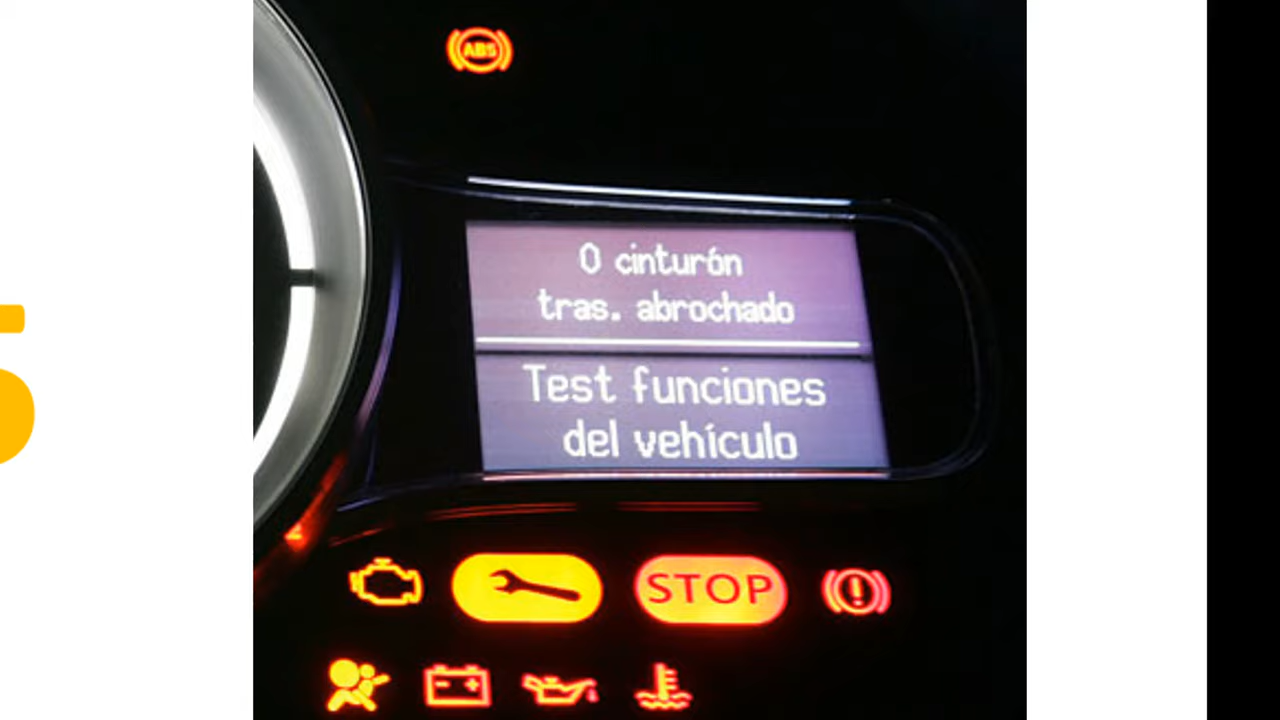 ABS
0 cinturón
tras. abrochado
Test funciones
del vehículo
STOP